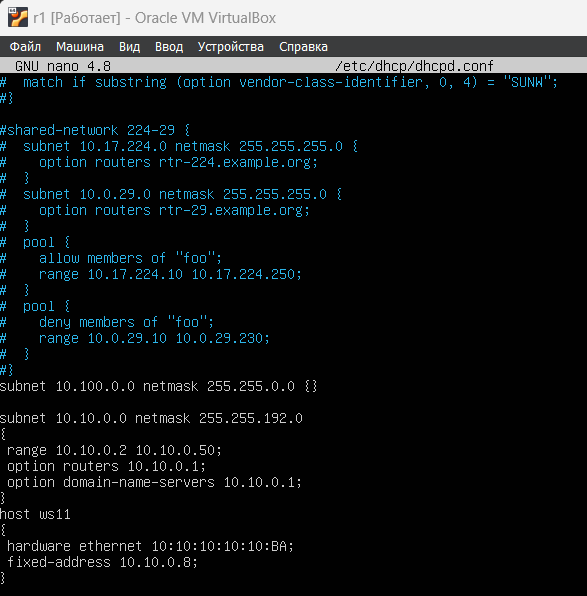 r1 [Работает] - Oracle VM VirtualBox
Файл Машина Вид Ввод Устройства Справка
GNU nano 4.8 /etc/dhcp/dhcpd.conf
#  match if substring (option vendor-class-identifier, 0, 4) = "SUNW";
#}

#shared-network 224-29 {
#  subnet 10.17.224.0 netmask 255.255.255.0 {
#    option routers rtr-224.example.org;
#  }
#  subnet 10.0.29.0 netmask 255.255.255.0 {
#    option routers rtr-29.example.org;
#  }
#  pool {
#    allow members of "foo";
#    range 10.17.224.10 10.17.224.250;
#  }
#  pool {
#    deny members of "foo";
#    range 10.0.29.10 10.0.29.230;
#  }
#}
subnet 10.100.0.0 netmask 255.255.0.0 {}

subnet 10.10.0.0 netmask 255.255.192.0
{
 range 10.10.0.2 10.10.0.50;
 option routers 10.10.0.1;
 option domain-name-servers 10.10.0.1;
}
host ws11
{
 hardware ethernet 10:10:10:10:10:BA;
 fixed-address 10.10.0.8;
}